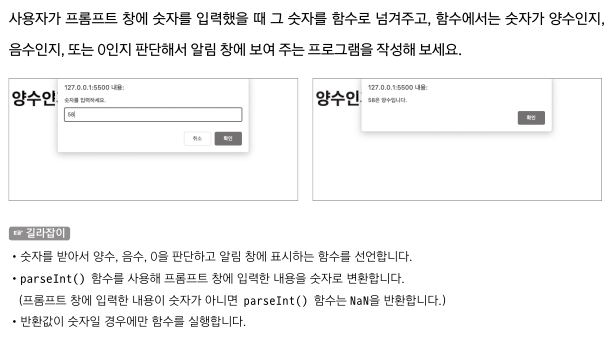 사용자가 프롬프트 창에 숫자를 입력했을 때 그 숫자를 함수로 넘겨주고, 함수에서는 숫자가 양수인지,
음수인지, 또는 0인지 판단해서 알림 창에 보여 주는 프로그램을 작성해 보세요.
127.0.0.1:5500 내용:
숫자를 입력하세요.
양수인
58
취소 확인
127.0.0.1:5500 내용:
58은 양수입니다.
양수인
확인
길라잡이
• 숫자를 받아서 양수, 음수, 0을 판단하고 알림 창에 표시하는 함수를 선언합니다.
• parseInt() 함수를 사용해 프롬프트 창에 입력한 내용을 숫자로 변환합니다.
(프롬프트 창에 입력한 내용이 숫자가 아니면 parseInt() 함수는 NaN을 반환합니다.)
• 반환값이 숫자일 경우에만 함수를 실행합니다.